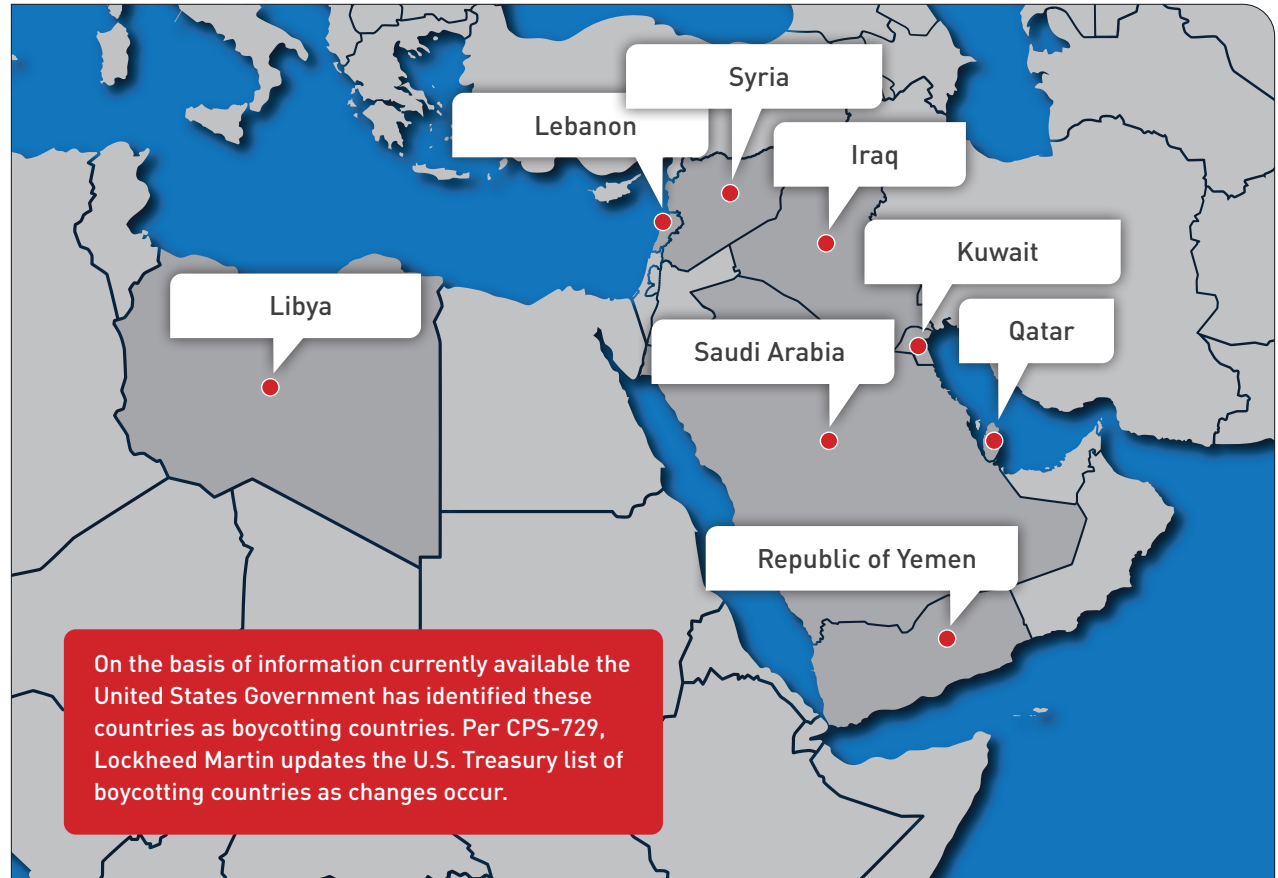 Syria
Lebanon
Iraq
Kuwait
Libya
Qatar
Saudi Arabia
Republic of Yemen
On the basis of information currently available the
United States Government has identified these
countries as boycotting countries. Per CPS-729,
Lockheed Martin updates the U.S. Treasury list of
boycotting countries as changes occur.